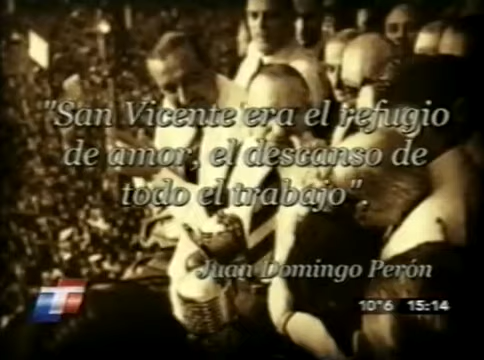 "San Vicente era el refugio
de amor, el descanso de
todo el trabajo".
Juan Domingo Perón
T
10°6 15:14